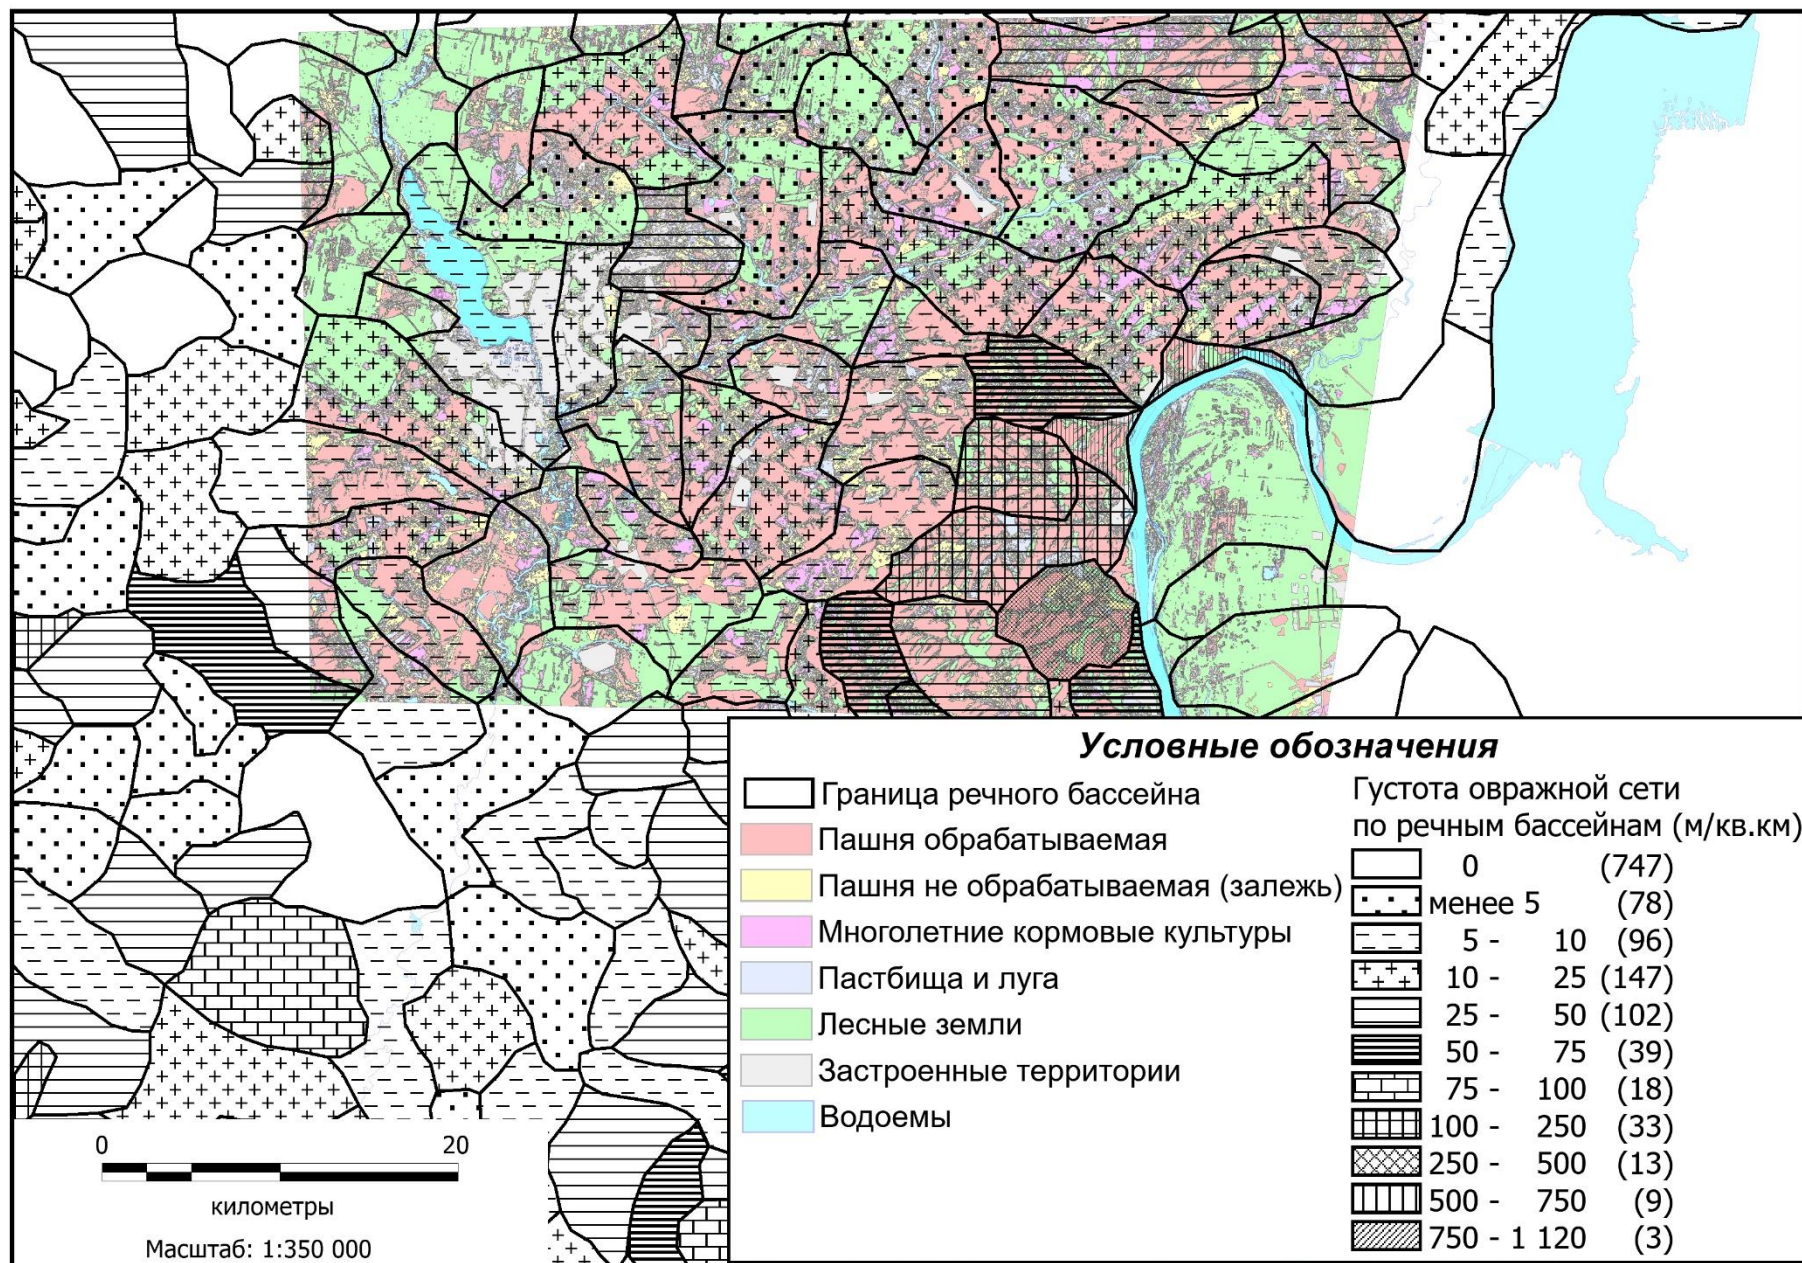 Условные обозначения
Граница речного бассейна
Пашня обрабатываемая
Пашня не обрабатываемая (залежь)
Многолетние кормовые культуры
Пастбища и луга
Лесные земли
Застроенные территории
Водоемы
Густота овражной сети
по речным бассейнам (м/кв.км)
0 (747)
менее 5 (78)
5 - 10 (96)
10 - 25 (147)
25 - 50 (102)
50 - 75 (39)
75 - 100 (18)
100 - 250 (33)
250 - 500 (13)
500 - 750 (9)
750 - 1 120 (3)
0 20
километры
Масштаб: 1:350 000